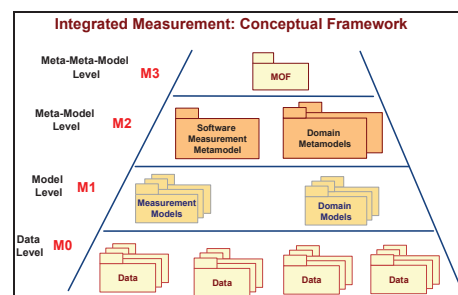 Integrated Measurement: Conceptual Framework
Meta-Meta-Model
Level
M3
MOF
Meta-Model
Level
M2
Software
Measurement
Metamodel
Domain
Metamodels
Model
Level
M1
Measurement
Models
Domain
Models
Data
Level
M0
Data
Data
Data
Data